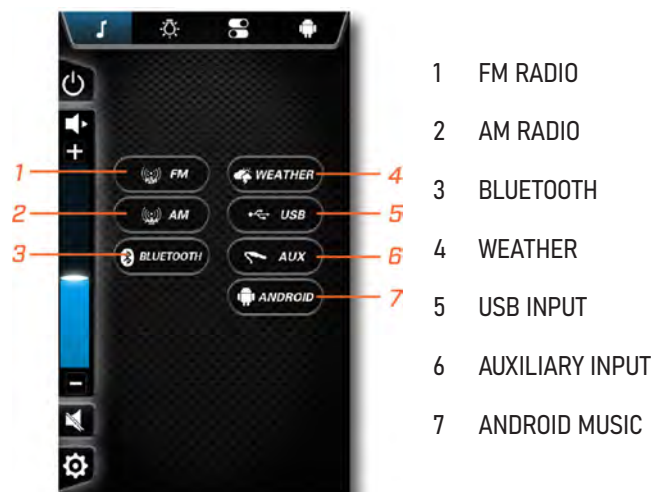 1 FM RADIO
2 AM RADIO
3 BLUETOOTH
4 WEATHER
5 USB INPUT
6 AUXILIARY INPUT
7 ANDROID MUSIC
+
1 FM WEATHER 4
2 AM USB 5
3 BLUETOOTH AUX 6
ANDROID 7
−